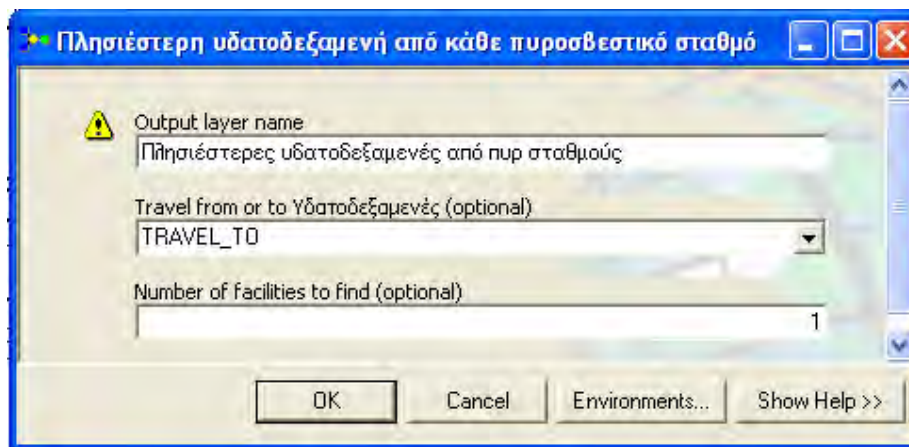 Πλησιέστερη υδατοδεξαμενή από κάθε πυροσβεστικό σταθμό
Output layer name
Πλησιέστερες υδατοδεξαμενές από πυρ σταθμούς
Travel from or to Υδατοδεξαμενές (optional)
TRAVEL_TO
Number of facilities to find (optional)
1
OK Cancel Environments... Show Help >>